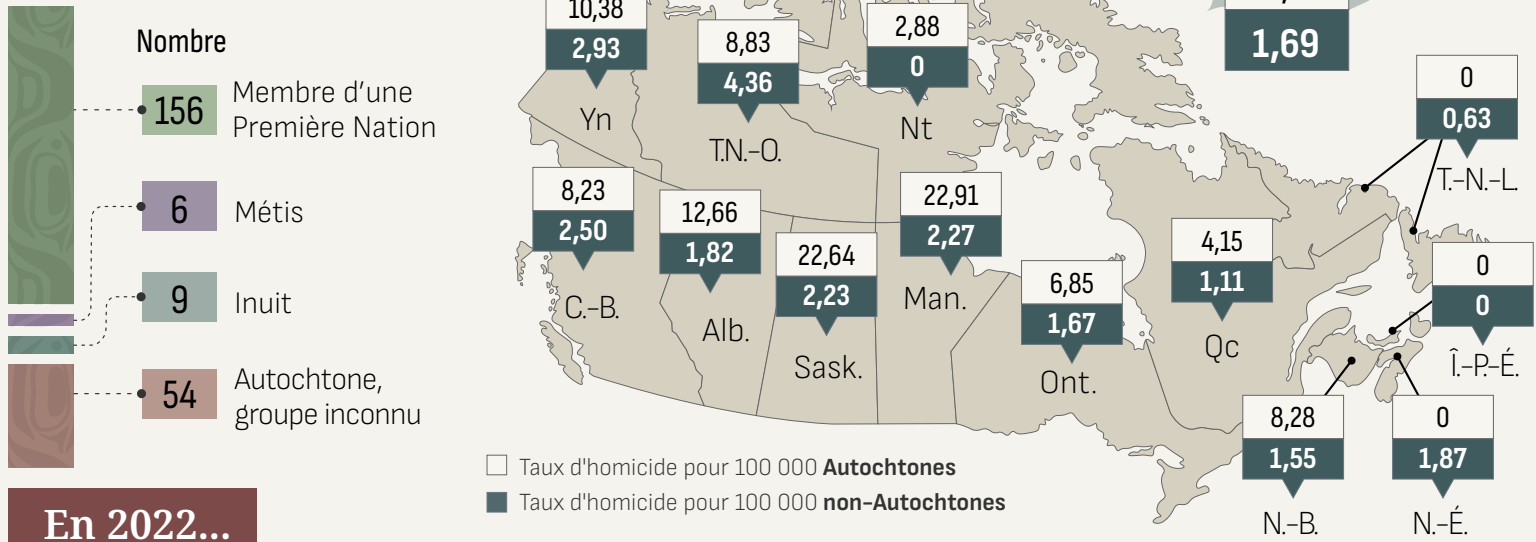 Nombre
156
Membre d’une
Première Nation
6
Métis
9
Inuit
54
Autochtone,
groupe inconnu
En 2022...
10,38
2,93
Yn
8,83
4,36
T.N.-O.
2,88
0
Nt
1,69
0
0,63
T.-N.-L.
8,23
2,50
C.-B.
12,66
1,82
Alb.
22,64
2,23
Sask.
22,91
2,27
Man.
6,85
1,67
Ont.
4,15
1,11
Qc
0
0
Î.-P.-É.
8,28
1,55
N.-B.
0
1,87
N.-É.
Taux d'homicide pour 100 000 Autochtones
Taux d'homicide pour 100 000 non-Autochtones